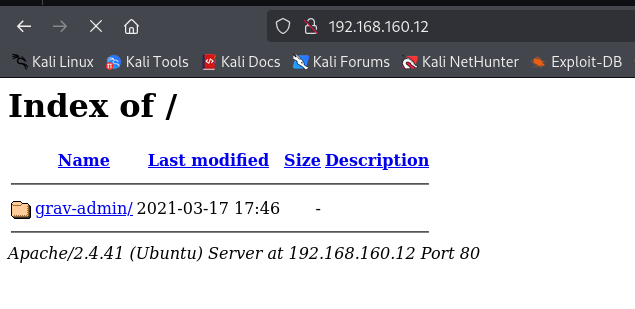 192.168.160.12
Kali Linux Kali Tools Kali Docs Kali Forums Kali NetHunter Exploit-DB
Index of /
Name Last modified Size Description
grav-admin/ 2021-03-17 17:46 -
Apache/2.4.41 (Ubuntu) Server at 192.168.160.12 Port 80